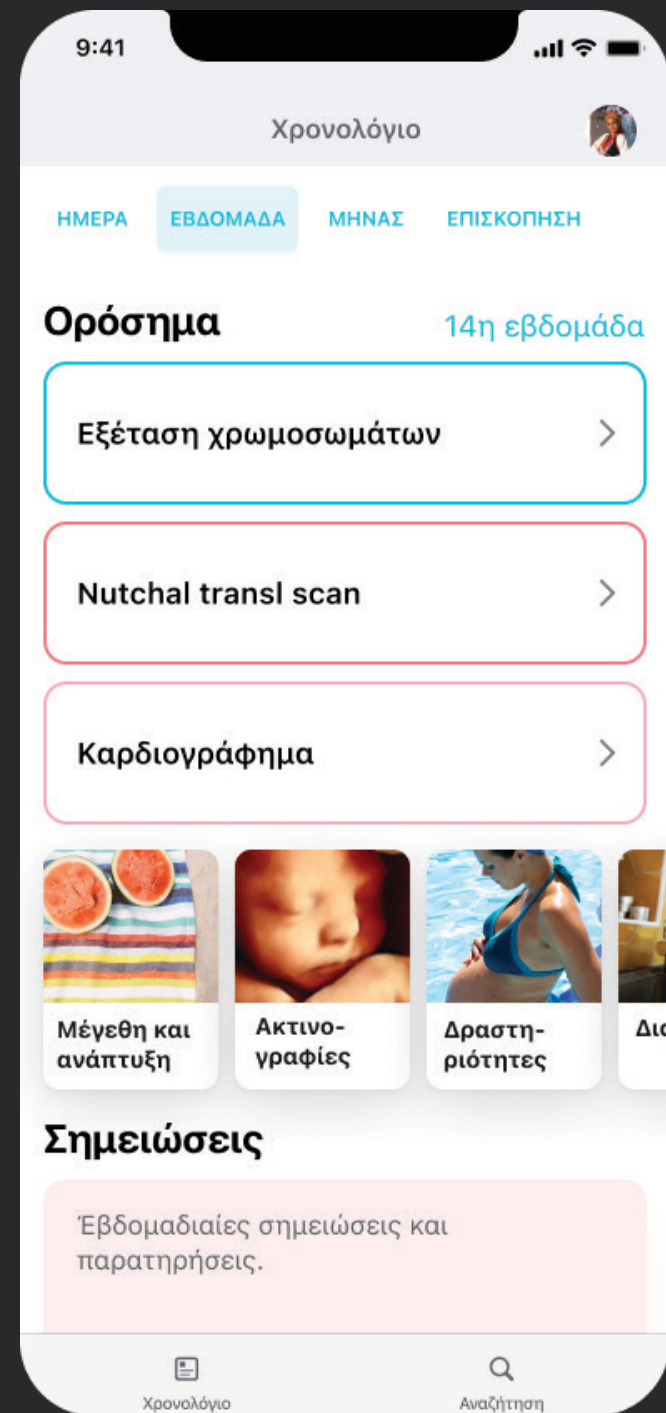 9:41
Χρονολόγιο
ΗΜΕΡΑ ΕΒΔΟΜΑΔΑ ΜΗΝΑΣ ΕΠΙΣΚΟΠΗΣΗ
Ορόσημα 14η εβδομάδα
Εξέταση χρωμοσωμάτων
Nutchal transl scan
Καρδιογράφημα
Μέγεθη και
ανάπτυξη
Ακτινο-
γραφίες
Δραστη-
ριότητες
Σημειώσεις
Έβδομαδιαίες σημειώσεις και
παρατηρήσεις.
Χρονολόγιο Αναζήτηση